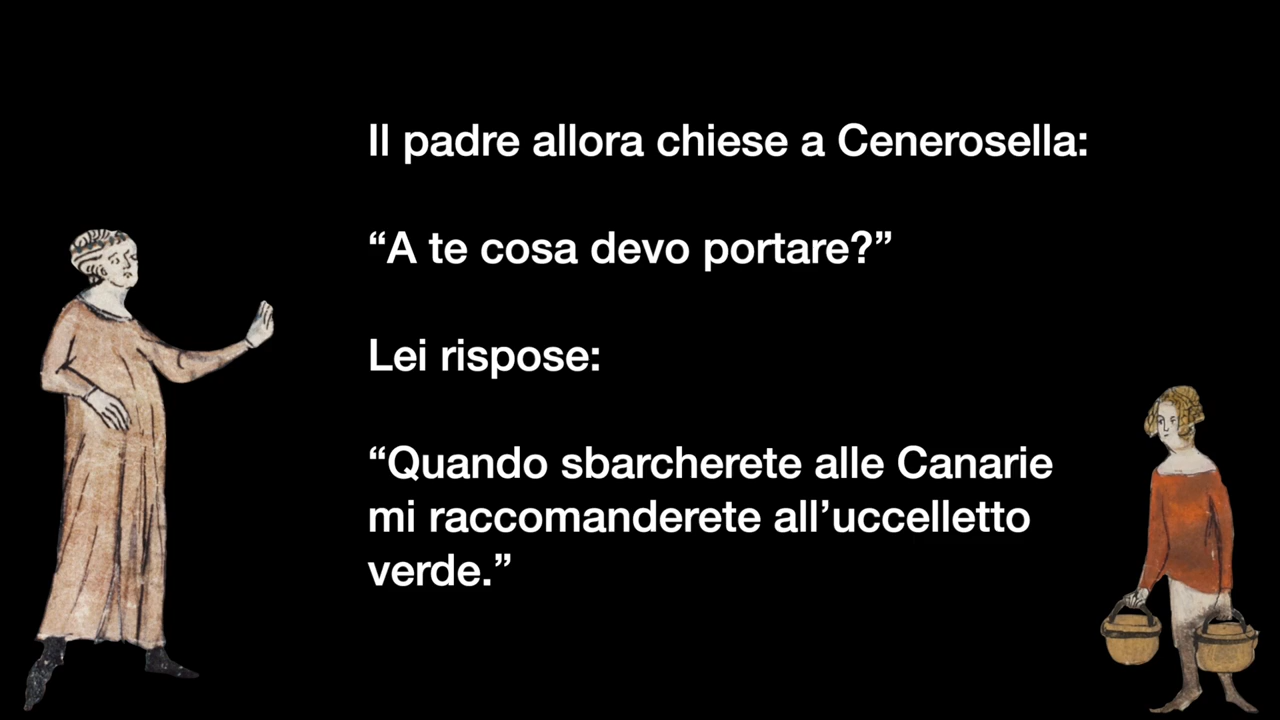 Il padre allora chiese a Cenerosella:
“A te cosa devo portare?”
Lei rispose:
“Quando sbarcherete alle Canarie
mi raccomanderete all’uccelletto
verde.”